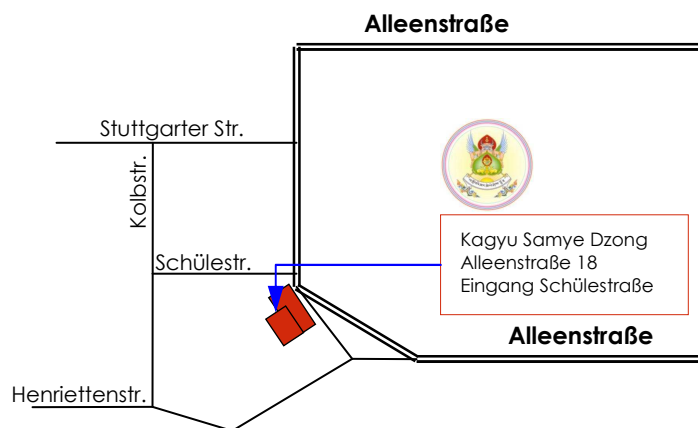 Alleenstraße
Stuttgarter Str.
Kolbstr.
Schülestr.
Kagyu Samye Dzong
Alleenstraße 18
Eingang Schülestraße
Alleenstraße
Henriettenstr.